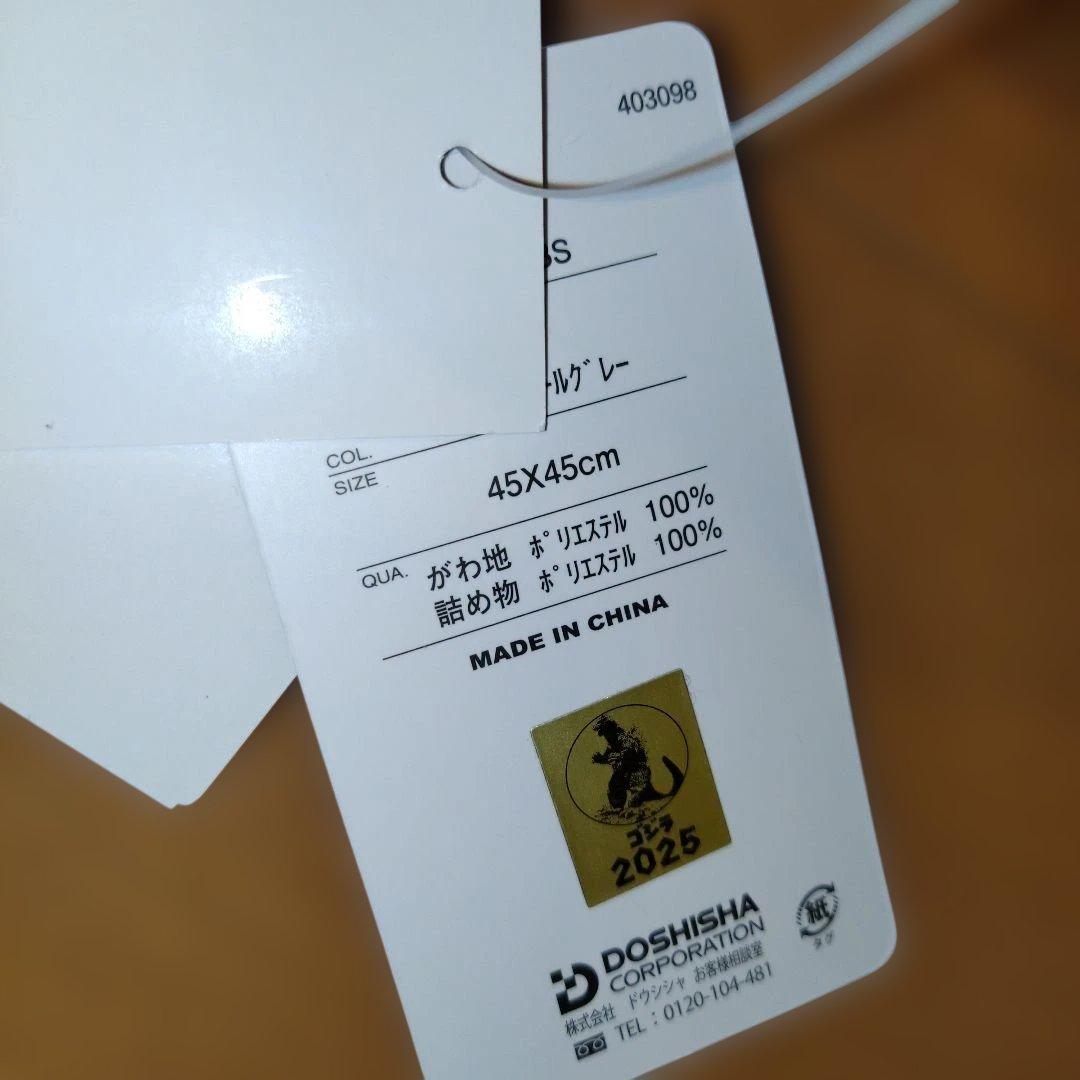 403098
COL.
ールグレー
SIZE
45X45cm
QUA. がわ地 ポリエステル 100%
詰め物 ポリエステル 100%
MADE IN CHINA
ゴジラ
2025
DOSHISHA
CORPORATION
株式会社 ドウシシャ お客様相談室
TEL：0120-104-481
紙
タグ